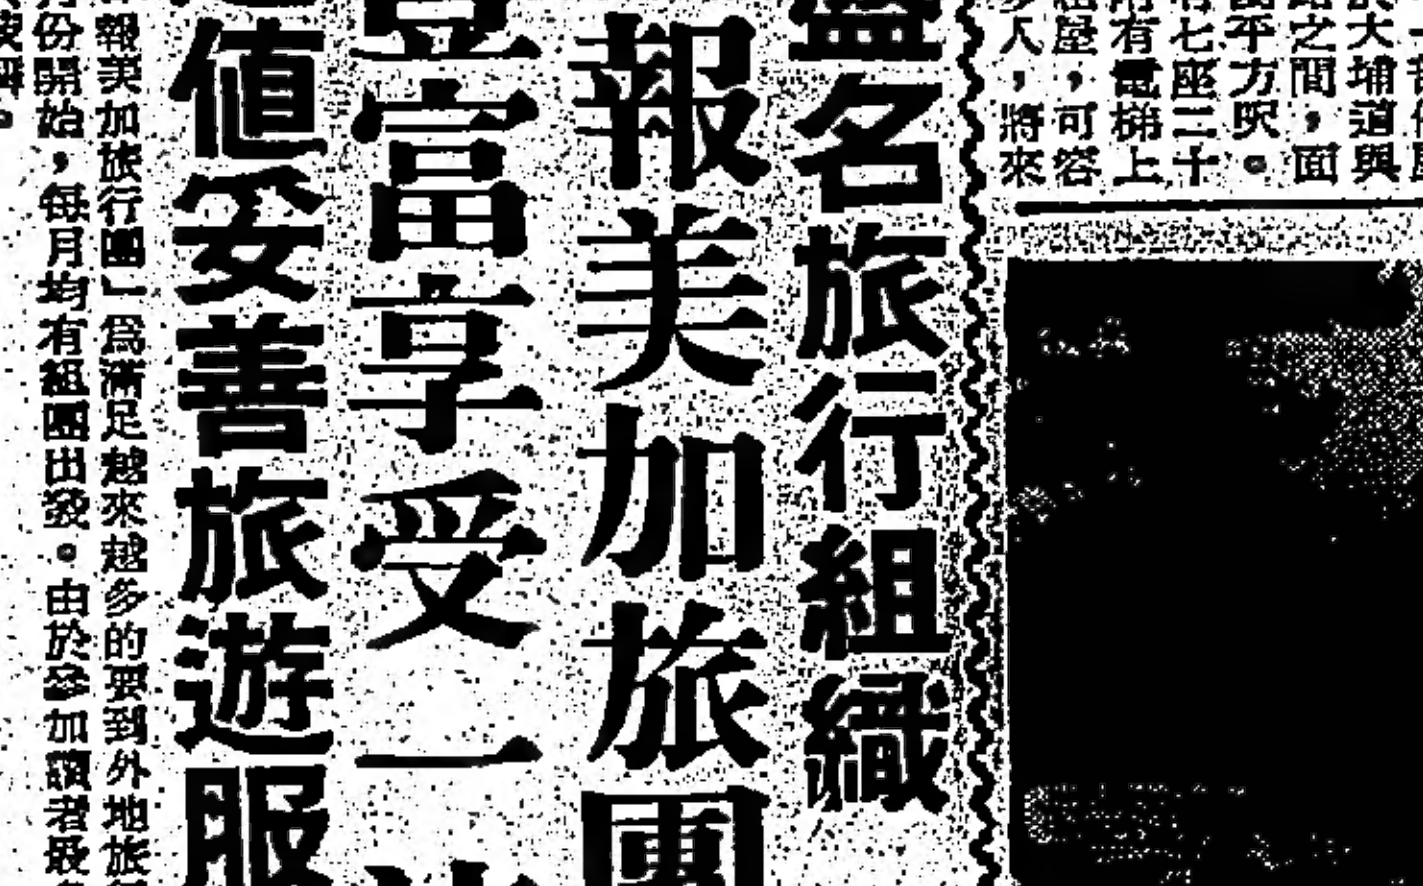 大埔道與
之間，面
平方呎。
七座二十
有電梯上
屋，可容
人，將來
名旅行組織
報美加旅團
富享受一
值妥善旅遊服
報美加旅行團」爲滿足越來越多的要到外地旅
份開始，每月均有組團出發。由於參加讀者最